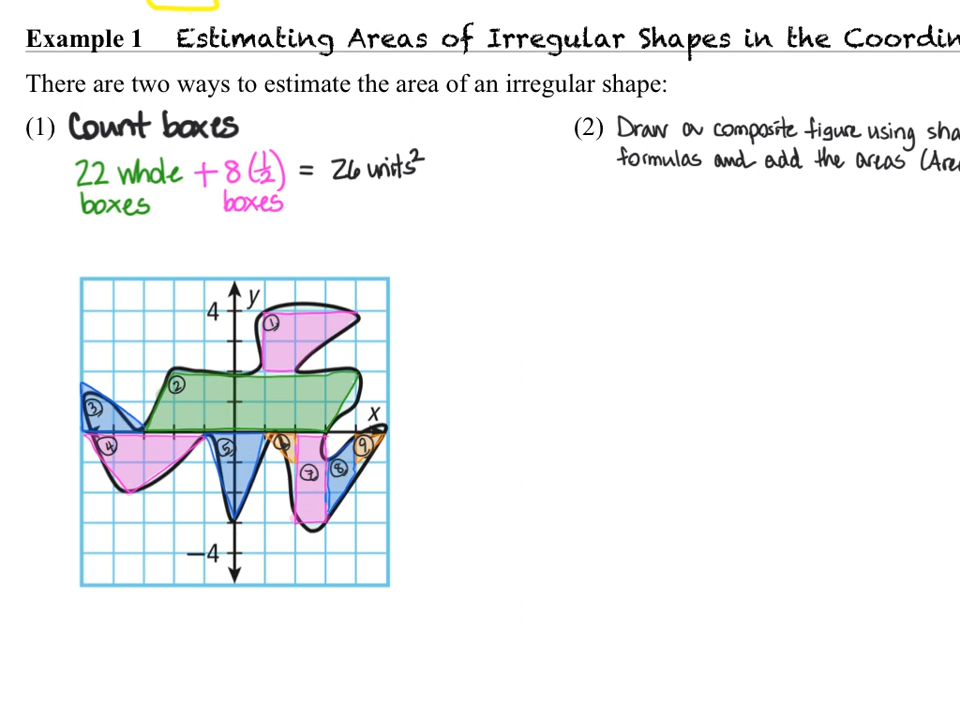 Example 1 Estimating Areas of Irregular Shapes in the Coordin
There are two ways to estimate the area of an irregular shape:
(1) Count boxes
22 whole + 8(½) = 26 units²
boxes boxes
(2) Draw a composite figure using sha
formulas and add the areas (Are
4 y
①
②
③
x
④
⑤
⑦
⑧
⑨
-4